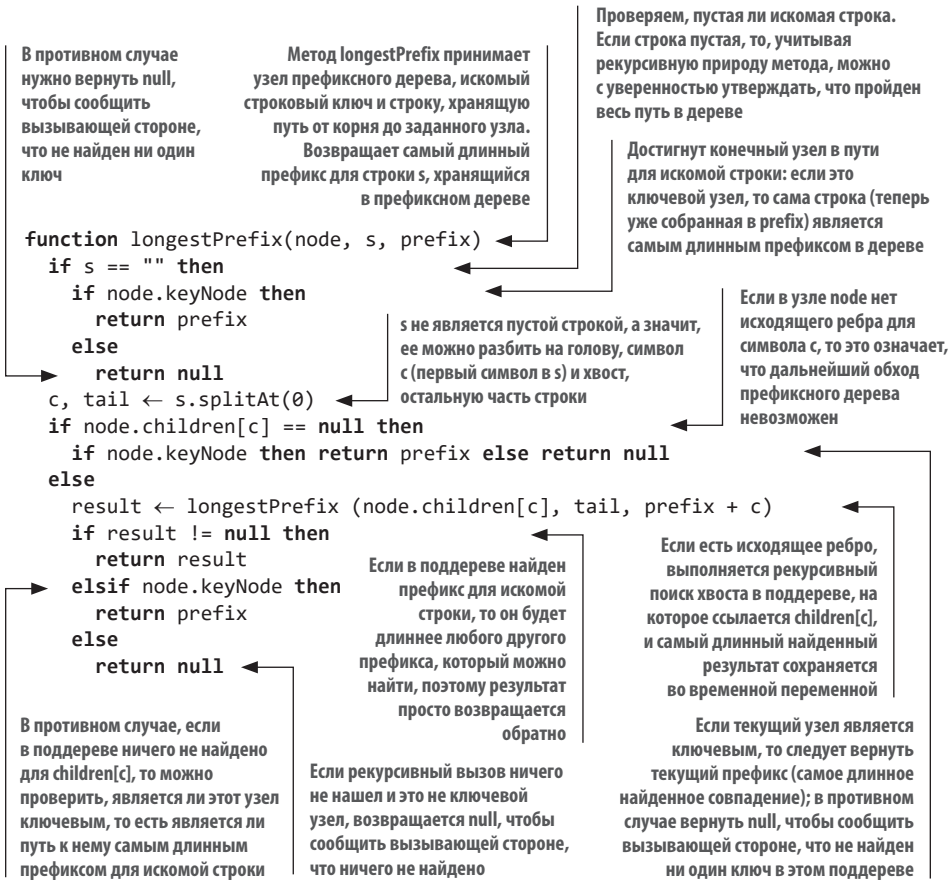 Проверяем, пустая ли искомая строка.
Если строка пустая, то, учитывая
рекурсивную природу метода, можно
с уверенностью утверждать, что пройден
весь путь в дереве
В противном случае
нужно вернуть null,
чтобы сообщить
вызывающей стороне,
что не найден ни один
ключ
Метод longestPrefix принимает
узел префиксного дерева, искомый
строковый ключ и строку, хранящую
путь от корня до заданного узла.
Возвращает самый длинный
префикс для строки s, хранящийся
в префиксном дереве
Достигнут конечный узел в пути
для искомой строки: если это
ключевой узел, то сама строка (теперь
уже собранная в prefix) является
самым длинным префиксом в дереве
function longestPrefix(node, s, prefix)
if s == "" then
if node.keyNode then
return prefix
else
return null
c, tail ← s.splitAt(0)
if node.children[c] == null then
if node.keyNode then return prefix else return null
else
result ← longestPrefix (node.children[c], tail, prefix + c)
if result != null then
return result
elsif node.keyNode then
return prefix
else
return null
s не является пустой строкой, а значит,
ее можно разбить на голову, символ
c (первый символ в s) и хвост,
остальную часть строки
Если в узле node нет
исходящего ребра для
символа c, то это означает,
что дальнейший обход
префиксного дерева
невозможен
Если в поддереве найден
префикс для искомой
строки, то он будет
длиннее любого другого
префикса, который можно
найти, поэтому результат
просто возвращается
обратно
Если есть исходящее ребро,
выполняется рекурсивный
поиск хвоста в поддереве, на
которое ссылается children[c],
и самый длинный найденный
результат сохраняется
во временной переменной
В противном случае, если
в поддереве ничего не найдено
для children[c], то можно
проверить, является ли этот узел
ключевым, то есть является ли
путь к нему самым длинным
префиксом для искомой строки
Если рекурсивный вызов ничего
не нашел и это не ключевой
узел, возвращается null, чтобы
сообщить вызывающей стороне,
что ничего не найдено
Если текущий узел является
ключевым, то следует вернуть
текущий префикс (самое длинное
найденное совпадение); в противном
случае вернуть null, чтобы сообщить
вызывающей стороне, что не найден
ни один ключ в этом поддереве